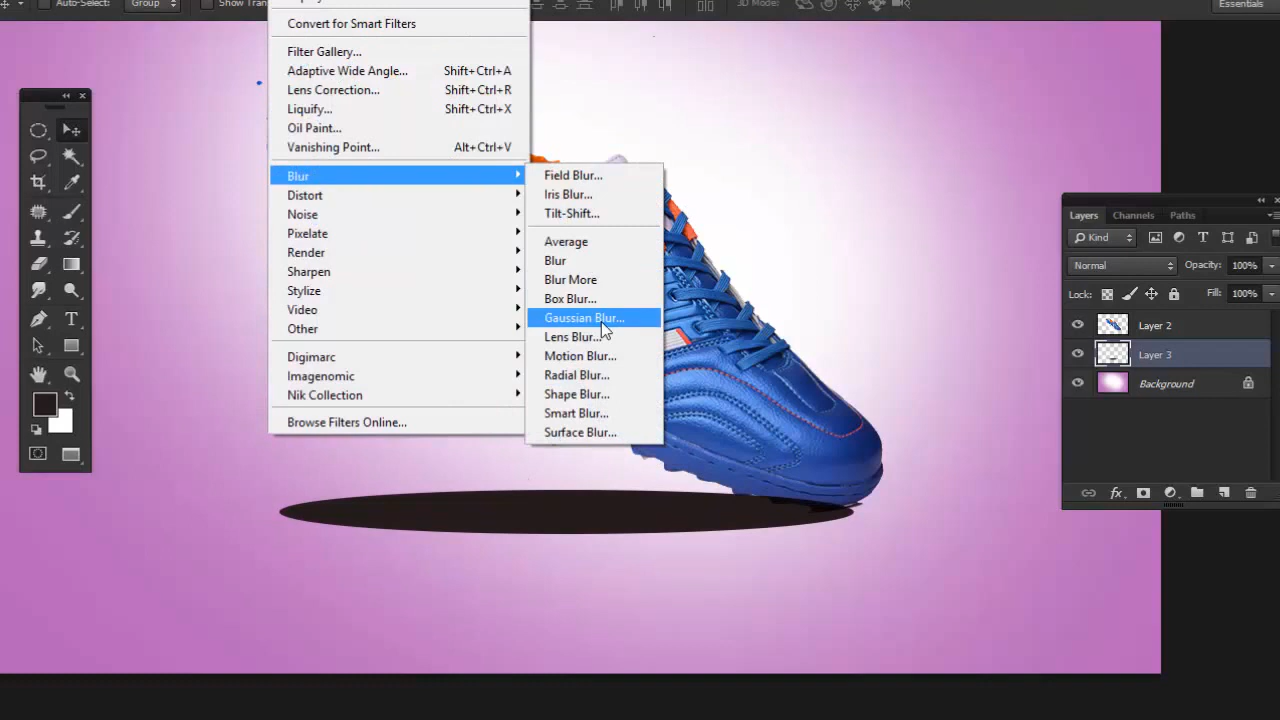 Auto-Select:
Group
Show Tran
3D Mode:
Essentials
Convert for Smart Filters
Filter Gallery...
Adaptive Wide Angle... Shift+Ctrl+A
Lens Correction... Shift+Ctrl+R
Liquify... Shift+Ctrl+X
Oil Paint...
Vanishing Point... Alt+Ctrl+V
Blur
Distort
Noise
Pixelate
Render
Sharpen
Stylize
Video
Other
Digimarc
Imagenomic
Nik Collection
Browse Filters Online...
Field Blur...
Iris Blur...
Tilt-Shift...
Average
Blur
Blur More
Box Blur...
Gaussian Blur...
Lens Blur...
Motion Blur...
Radial Blur...
Shape Blur...
Smart Blur...
Surface Blur...
Layers Channels Paths
Kind
Normal Opacity: 100%
Lock: Fill: 100%
Layer 2
Layer 3
Background